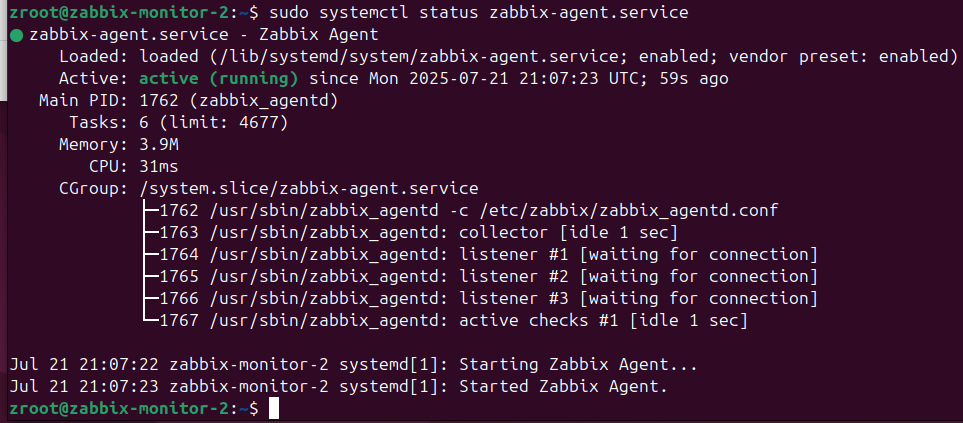 zroot@zabbix-monitor-2:~$ sudo systemctl status zabbix-agent.service
● zabbix-agent.service - Zabbix Agent
     Loaded: loaded (/lib/systemd/system/zabbix-agent.service; enabled; vendor preset: enabled)
     Active: active (running) since Mon 2025-07-21 21:07:23 UTC; 59s ago
   Main PID: 1762 (zabbix_agentd)
      Tasks: 6 (limit: 4677)
     Memory: 3.9M
        CPU: 31ms
     CGroup: /system.slice/zabbix-agent.service
             ├─1762 /usr/sbin/zabbix_agentd -c /etc/zabbix/zabbix_agentd.conf
             ├─1763 /usr/sbin/zabbix_agentd: collector [idle 1 sec]
             ├─1764 /usr/sbin/zabbix_agentd: listener #1 [waiting for connection]
             ├─1765 /usr/sbin/zabbix_agentd: listener #2 [waiting for connection]
             ├─1766 /usr/sbin/zabbix_agentd: listener #3 [waiting for connection]
             └─1767 /usr/sbin/zabbix_agentd: active checks #1 [idle 1 sec]

Jul 21 21:07:22 zabbix-monitor-2 systemd[1]: Starting Zabbix Agent...
Jul 21 21:07:23 zabbix-monitor-2 systemd[1]: Started Zabbix Agent.
zroot@zabbix-monitor-2:~$